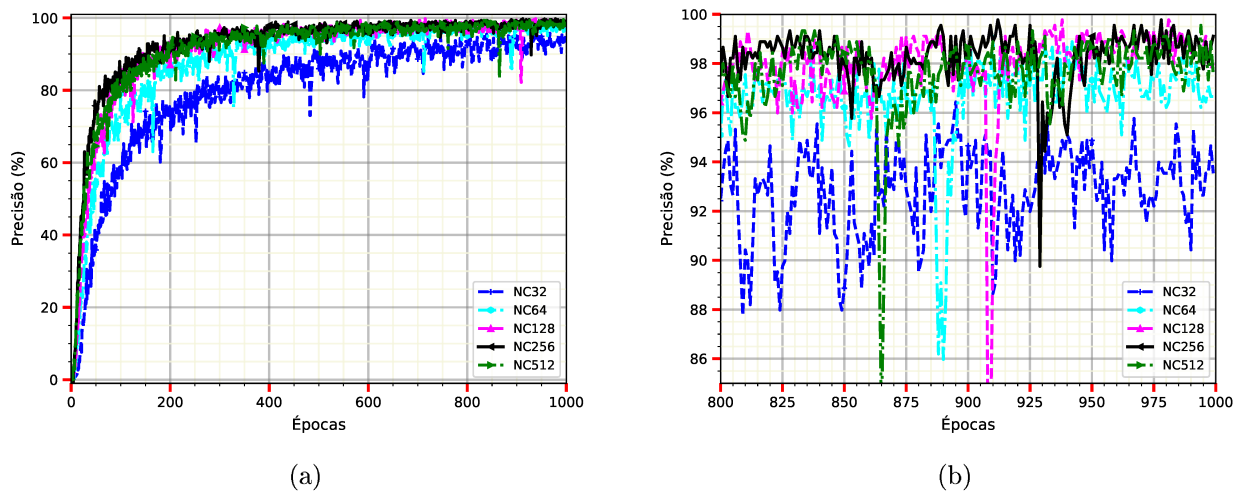 100
80
60
40
20
0
Precisão (%)
0 200 400 600 800 1000
Épocas
NC32
NC64
NC128
NC256
NC512
(a)
100
98
96
94
92
90
88
86
Precisão (%)
800 825 850 875 900 925 950 975 1000
Épocas
NC32
NC64
NC128
NC256
NC512
(b)